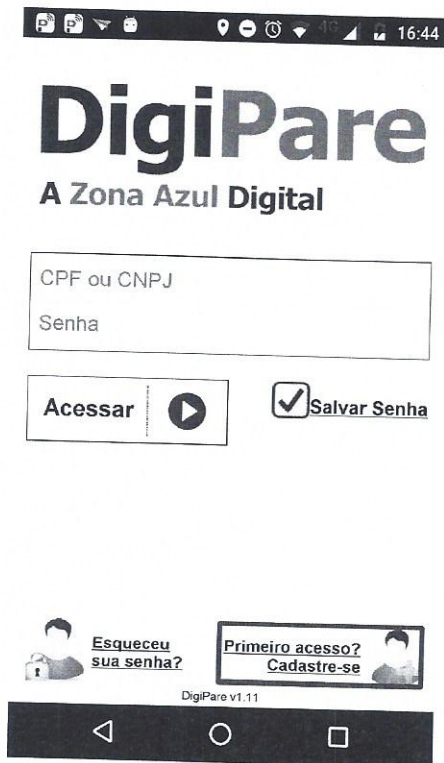 4G 16:44
DigiPare
A Zona Azul Digital
CPF ou CNPJ
Senha
Acessar
Salvar Senha
Esqueceu
sua senha?
Primeiro acesso?
Cadastre-se
DigiPare v1.11